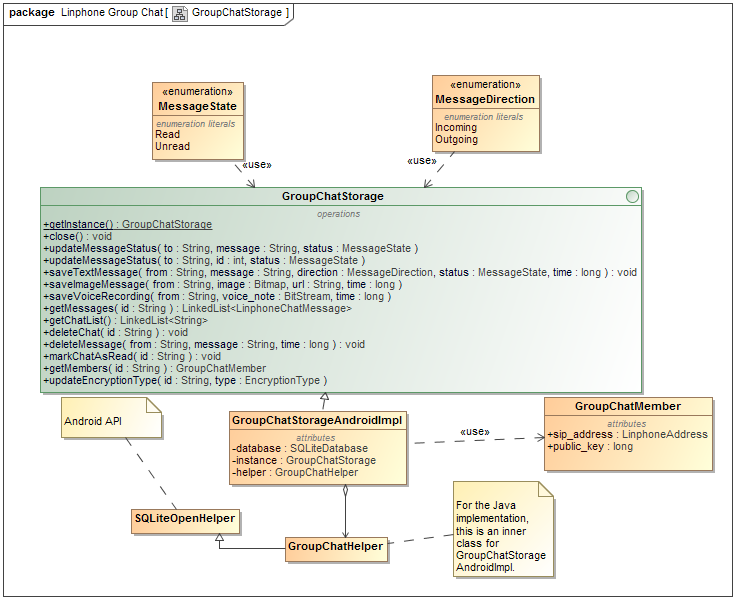 package Linphone Group Chat [ GroupChatStorage ]
«enumeration»
MessageState
enumeration literals
Read
Unread
«enumeration»
MessageDirection
enumeration literals
Incoming
Outgoing
«use»
«use»
GroupChatStorage
operations
+getInstance() : GroupChatStorage
+close() : void
+updateMessageStatus( to : String, message : String, status : MessageState )
+updateMessageStatus( to : String, id : int, status : MessageState )
+saveTextMessage( from : String, message : String, direction : MessageDirection, status : MessageState, time : long ) : void
+saveImageMessage( from : String, image : Bitmap, url : String, time : long )
+saveVoiceRecording( from : String, voice_note : BitStream, time : long )
+getMessages( id : String ) : LinkedList<LinphoneChatMessage>
+getChatList() : LinkedList<String>
+deleteChat( id : String ) : void
+deleteMessage( from : String, message : String, time : long ) : void
+markChatAsRead( id : String ) : void
+getMembers( id : String ) : GroupChatMember
+updateEncryptionType( id : String, type : EncryptionType )
Android API
GroupChatStorageAndroidImpl
attributes
-database : SQLiteDatabase
-instance : GroupChatStorage
-helper : GroupChatHelper
«use»
GroupChatMember
attributes
+sip_address : LinphoneAddress
+public_key : long
SQLiteOpenHelper
GroupChatHelper
For the Java
implementation,
this is an inner
class for
GroupChatStorage
AndroidImpl.